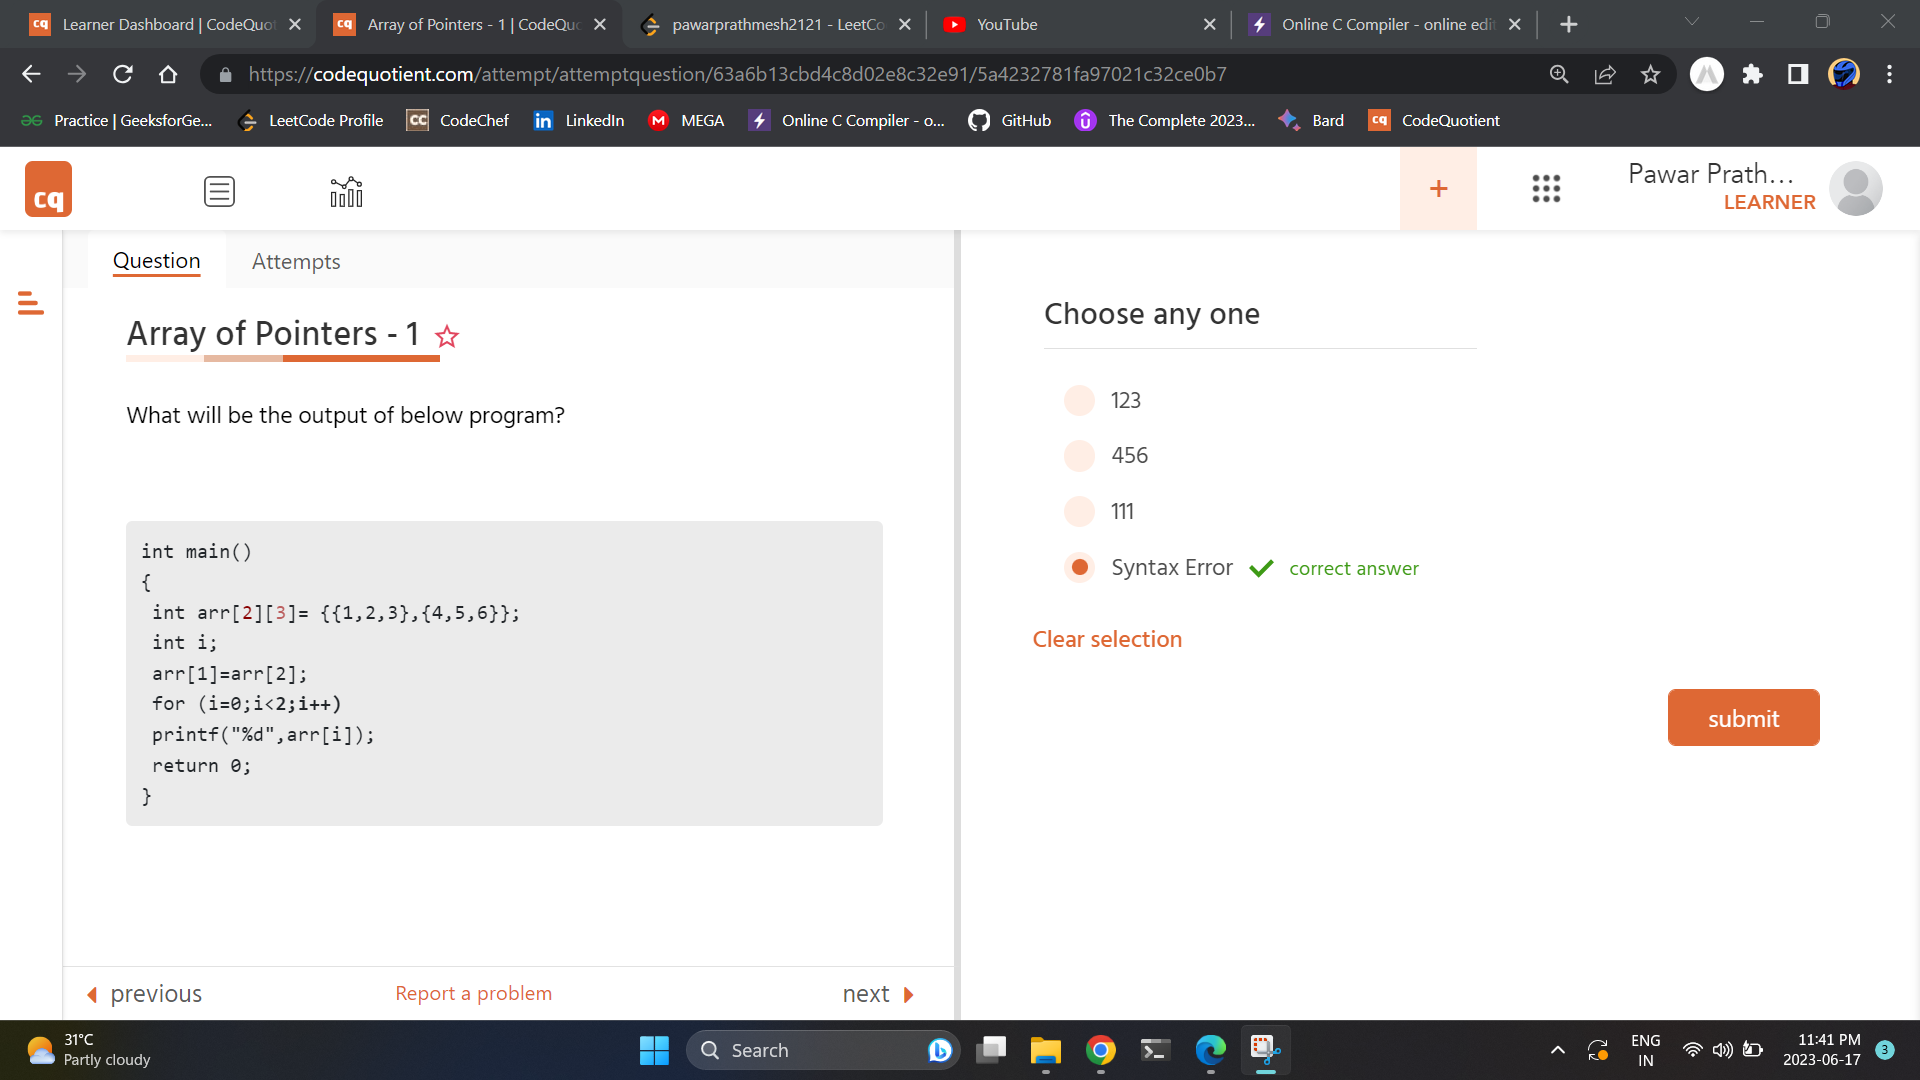 Learner Dashboard | CodeQuot
Array of Pointers - 1 | CodeQuo
pawarprathmesh2121 - LeetCo
YouTube
Online C Compiler - online edit
https://codequotient.com/attempt/attemptquestion/63a6b13cbd4c8d02e8c32e91/5a4232781fa97021c32ce0b7
Practice | GeeksforGe...
LeetCode Profile
CC CodeChef
in LinkedIn
M MEGA
Online C Compiler - o...
GitHub
The Complete 2023...
Bard
cq CodeQuotient
cq
+
Pawar Prath...
LEARNER
Question
Attempts
Array of Pointers - 1
What will be the output of below program?
int main()
{
int arr[2][3]= {{1,2,3},{4,5,6}};
int i;
arr[1]=arr[2];
for (i=0;i<2;i++)
printf("%d",arr[i]);
return 0;
}
previous
Report a problem
next
Choose any one
123
456
111
Syntax Error correct answer
Clear selection
submit
31°C
Partly cloudy
Search
ENG
IN
11:41 PM
2023-06-17
3